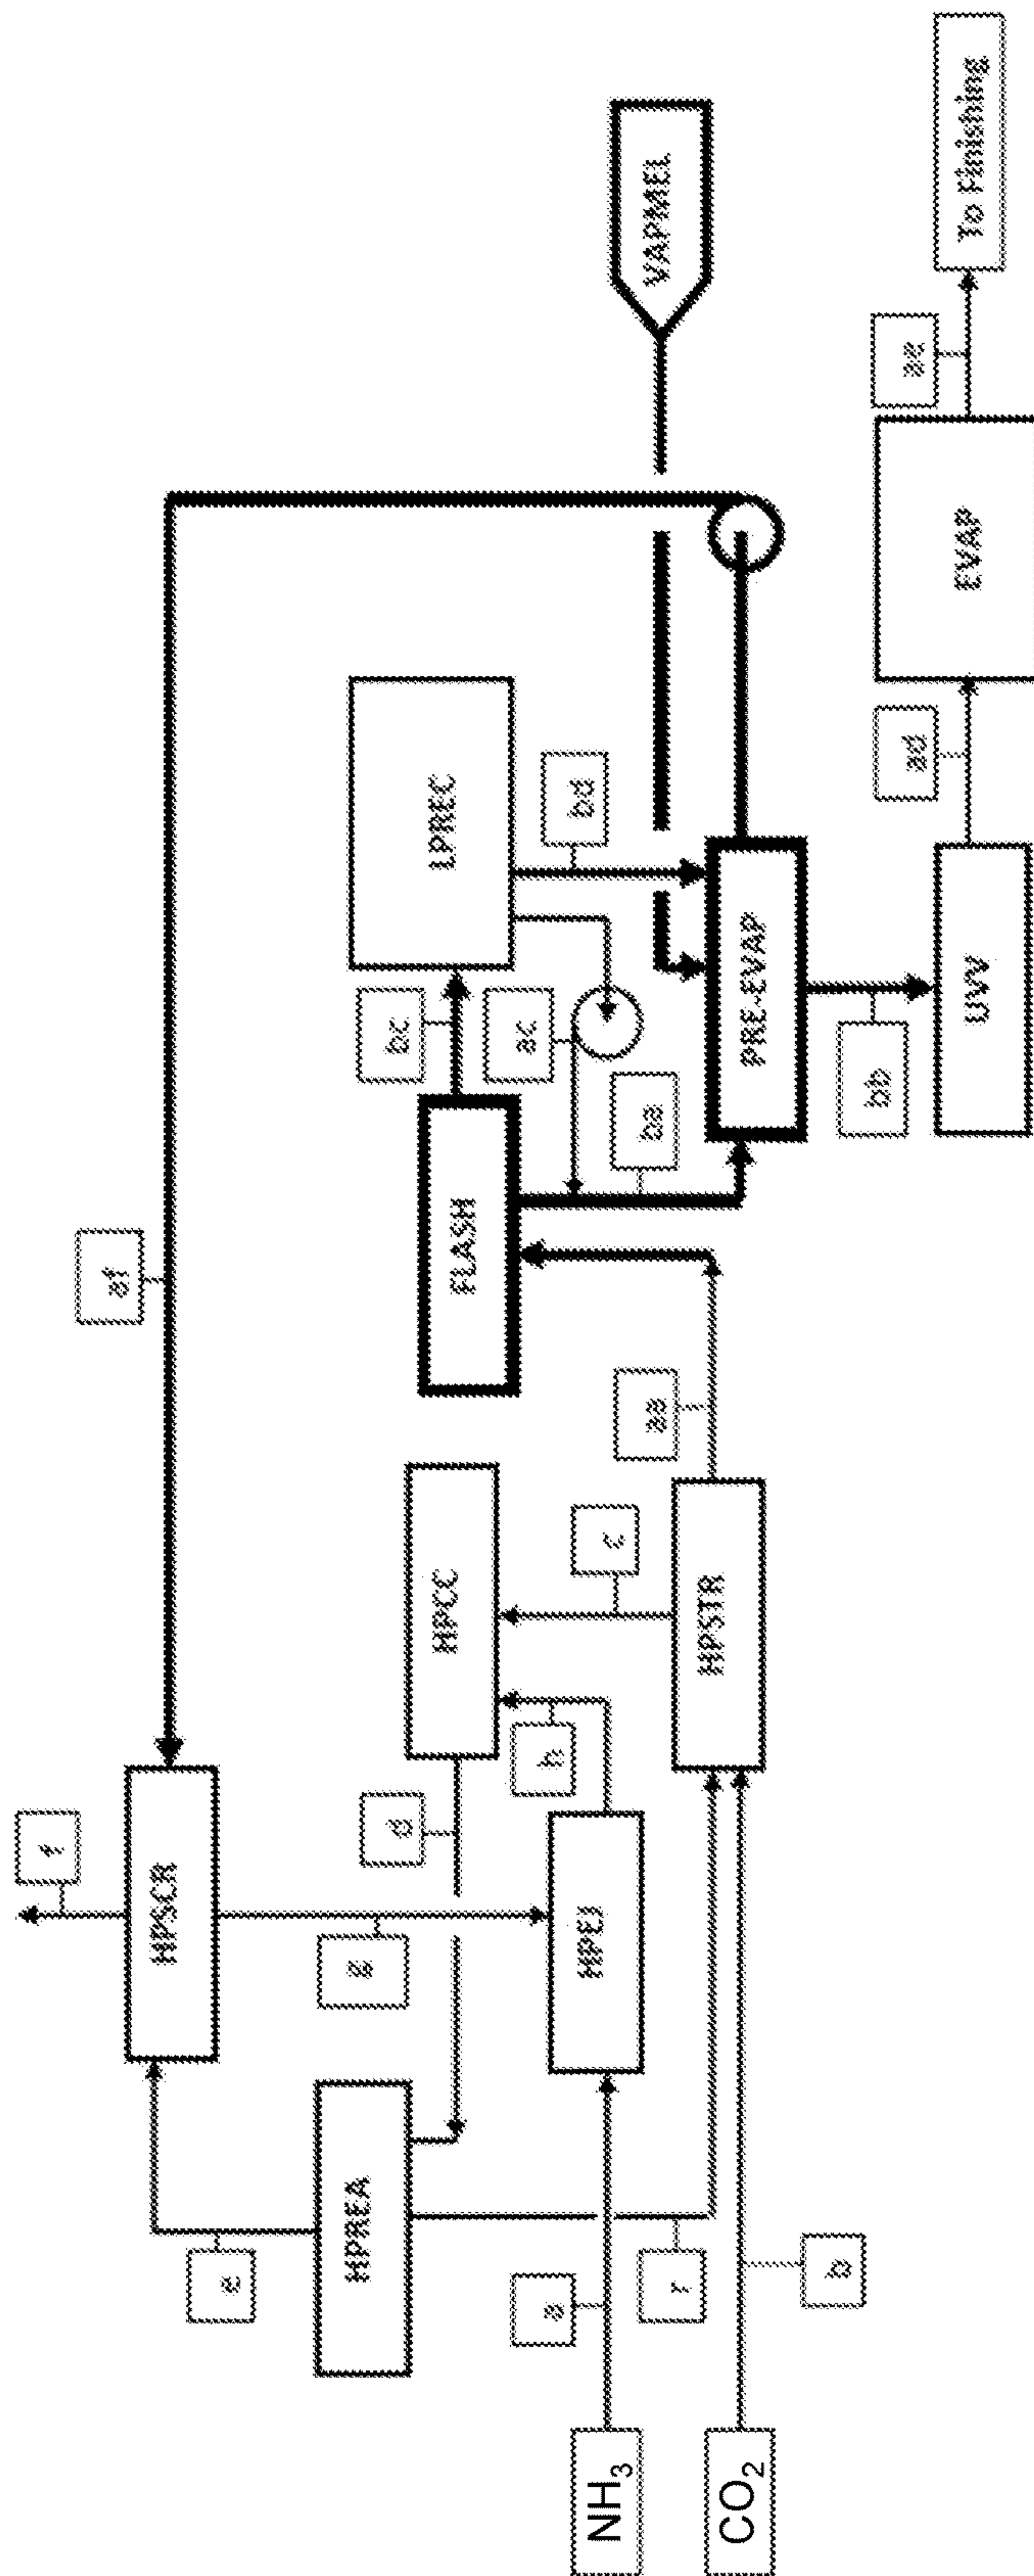 f
af
HPSCR
e
HPREA
g
d
bc
LPREC
HPCC
FLASH
ac
a
h
bd
NH₃
HPEJ
c
aa
ba
VAPMEL
r
HPSTR
CO₂
PRE-EVAP
b
bb
ad
ae
UVV
EVAP
To Finishing